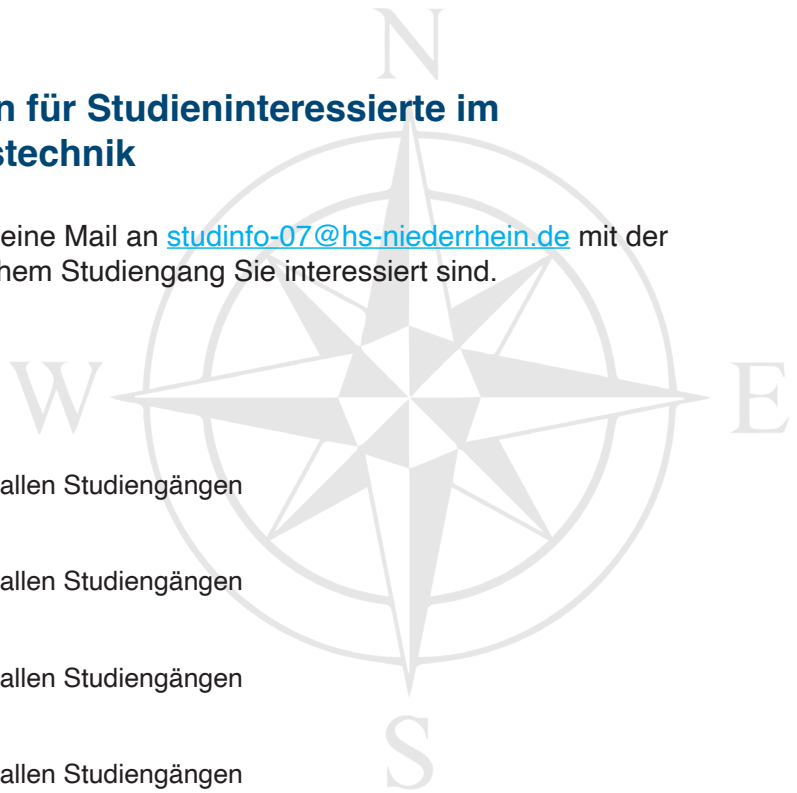 N
n für Studieninteressierte im
stechnik
eine Mail an studinfo-07@hs-niederrhein.de mit der
hem Studiengang Sie interessiert sind.
W E
allen Studiengängen
allen Studiengängen
allen Studiengängen
S
allen Studiengängen